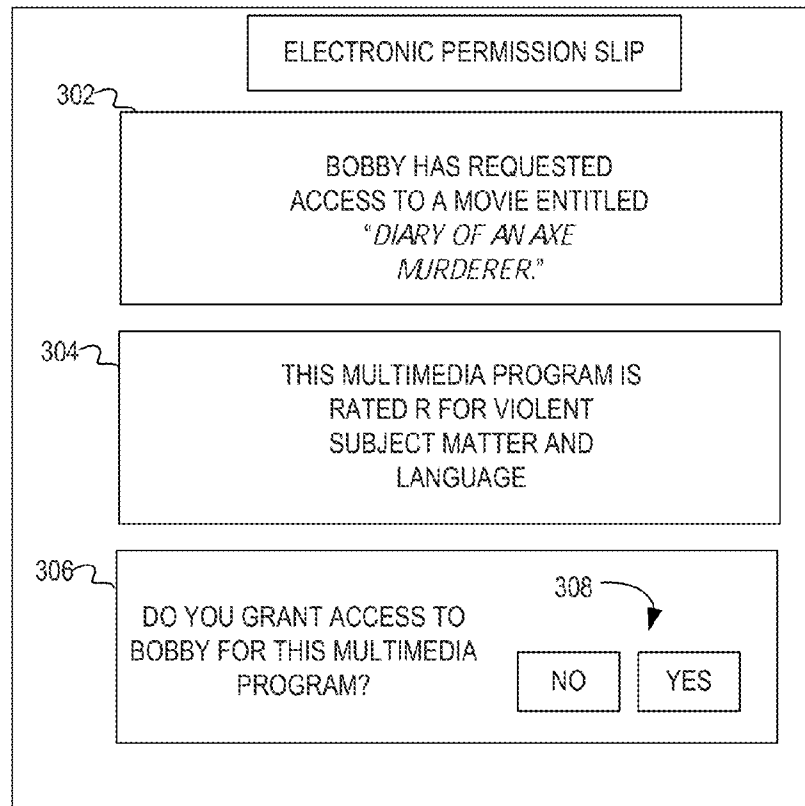 ELECTRONIC PERMISSION SLIP
302
BOBBY HAS REQUESTED
ACCESS TO A MOVIE ENTITLED
"DIARY OF AN AXE
MURDERER."
304
THIS MULTIMEDIA PROGRAM IS
RATED R FOR VIOLENT
SUBJECT MATTER AND
LANGUAGE
306
308
DO YOU GRANT ACCESS TO
BOBBY FOR THIS MULTIMEDIA
PROGRAM?
NO YES